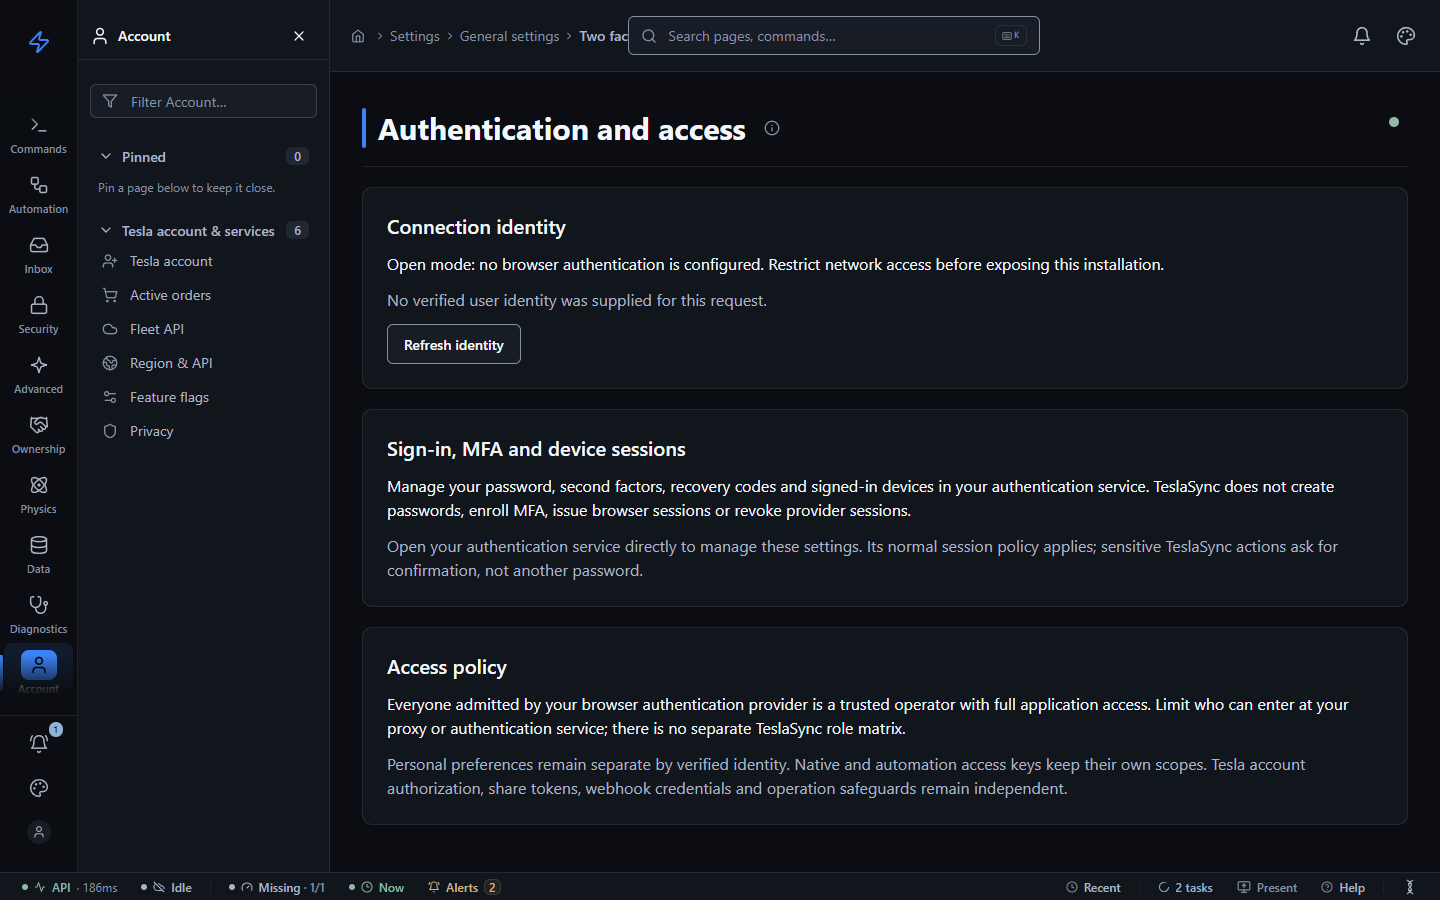 Commands
Automation
Inbox
Security
Advanced
Ownership
Physics
Data
Diagnostics
Account
1
Account
Filter Account...
Pinned 0
Pin a page below to keep it close.
Tesla account & services 6
Tesla account
Active orders
Fleet API
Region & API
Feature flags
Privacy
Settings General settings Two fac
Search pages, commands... K
Authentication and access
Connection identity
Open mode: no browser authentication is configured. Restrict network access before exposing this installation.
No verified user identity was supplied for this request.
Refresh identity
Sign-in, MFA and device sessions
Manage your password, second factors, recovery codes and signed-in devices in your authentication service. TeslaSync does not create
passwords, enroll MFA, issue browser sessions or revoke provider sessions.
Open your authentication service directly to manage these settings. Its normal session policy applies; sensitive TeslaSync actions ask for
confirmation, not another password.
Access policy
Everyone admitted by your browser authentication provider is a trusted operator with full application access. Limit who can enter at your
proxy or authentication service; there is no separate TeslaSync role matrix.
Personal preferences remain separate by verified identity. Native and automation access keys keep their own scopes. Tesla account
authorization, share tokens, webhook credentials and operation safeguards remain independent.
API · 186ms Idle Missing · 1/1 Now Alerts 2 Recent 2 tasks Present Help